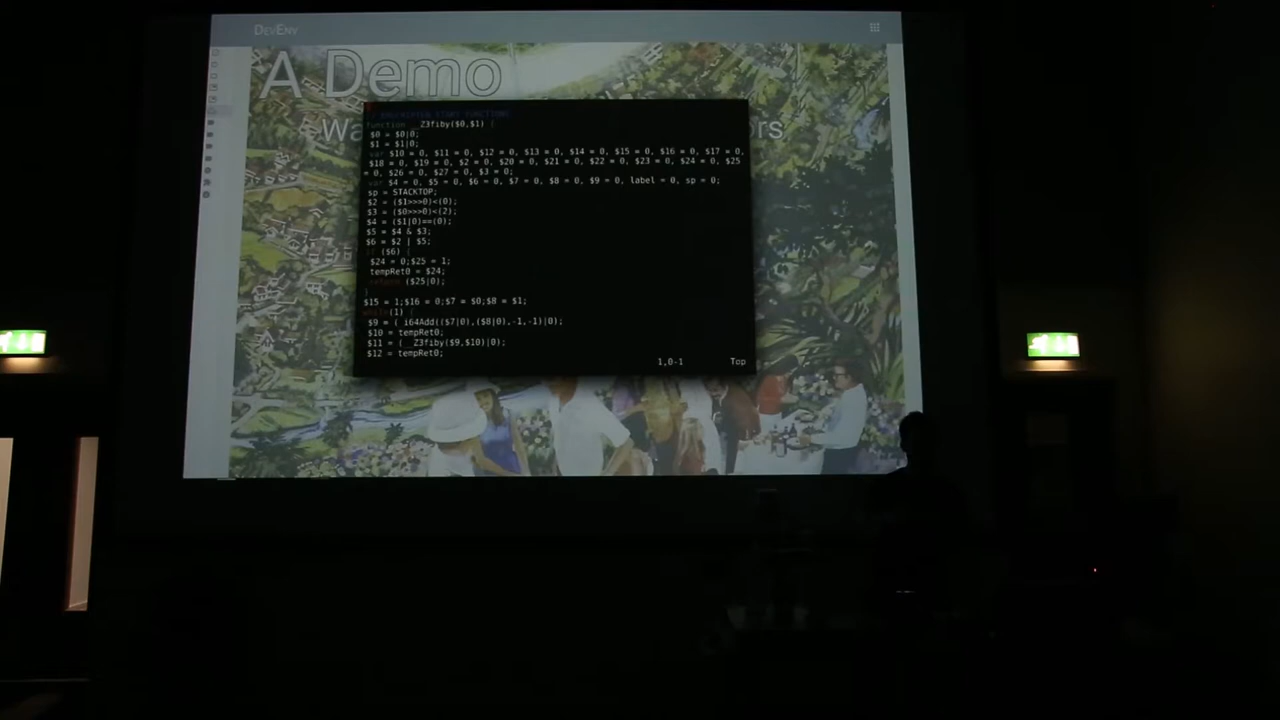 DEVENV
A Demo
Wa
ors
// EMSCRIPTEN_START_FUNCTIONS
function __Z3fiby($0,$1) {
$0 = $0|0;
$1 = $1|0;
var $10 = 0, $11 = 0, $12 = 0, $13 = 0, $14 = 0, $15 = 0, $16 = 0, $17 = 0,
$18 = 0, $19 = 0, $2 = 0, $20 = 0, $21 = 0, $22 = 0, $23 = 0, $24 = 0, $25
= 0, $26 = 0, $27 = 0, $3 = 0;
var $4 = 0, $5 = 0, $6 = 0, $7 = 0, $8 = 0, $9 = 0, label = 0, sp = 0;
sp = STACKTOP;
$2 = ($1>>>0)<(0);
$3 = ($0>>>0)<(2);
$4 = ($1|0)==(0);
$5 = $4 & $3;
$6 = $2 | $5;
if ($6) {
$24 = 0;$25 = 1;
tempRet0 = $24;
return ($25|0);
}
$15 = 1;$16 = 0;$7 = $0;$8 = $1;
while(1) {
$9 = (_i64Add(($7|0),($8|0),-1,-1)|0);
$10 = tempRet0;
$11 = (__Z3fiby($9,$10)|0);
$12 = tempRet0;
1,0-1 Top